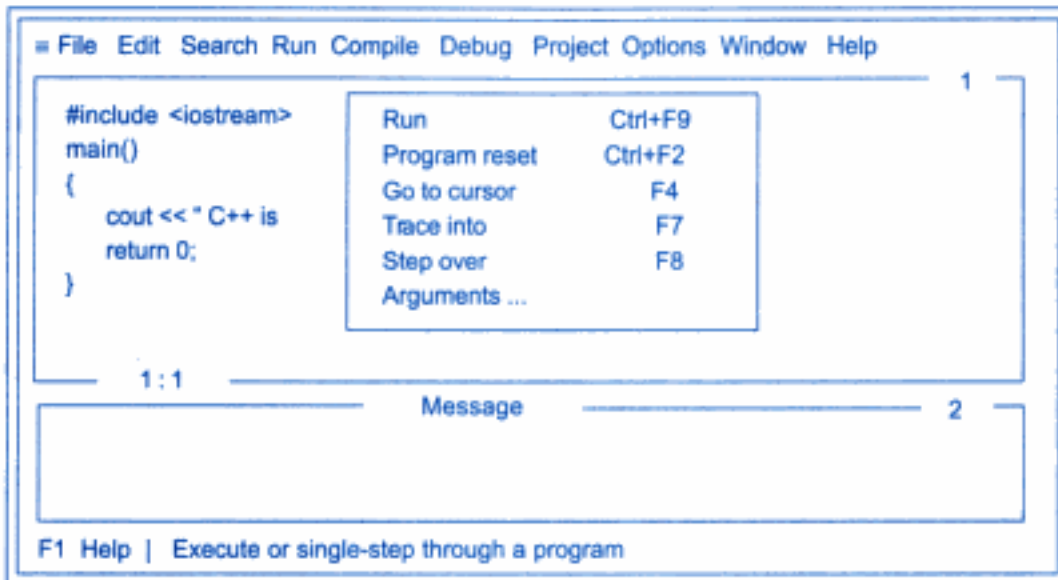 ≡ File Edit Search Run Compile Debug Project Options Window Help
1
#include <iostream>
main()
{
cout << " C++ is
return 0;
}
Run Ctrl+F9
Program reset Ctrl+F2
Go to cursor F4
Trace into F7
Step over F8
Arguments ...
1 : 1
Message 2
F1 Help | Execute or single-step through a program